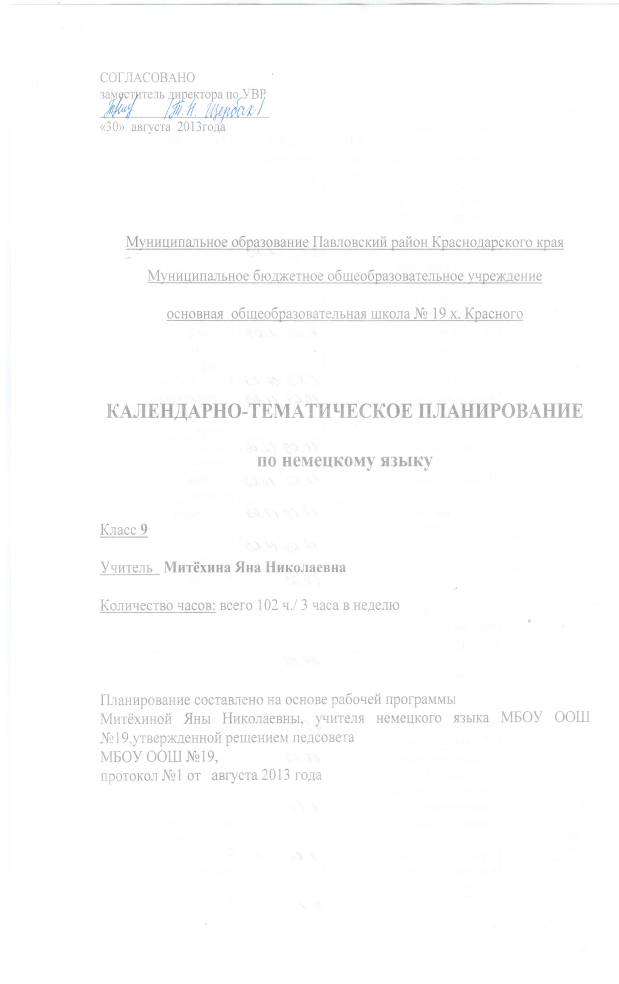 СОГЛАСОВАНО
заместитель директора по УВР
/Т.Н. Щербак/
«30» августа 2013года
Муниципальное образование Павловский район Краснодарского края
Муниципальное бюджетное общеобразовательное учреждение
основная общеобразовательная школа № 19 х. Красного
КАЛЕНДАРНО-ТЕМАТИЧЕСКОЕ ПЛАНИРОВАНИЕ
по немецкому языку
Класс 9
Учитель Митёхина Яна Николаевна
Количество часов: всего 102 ч./ 3 часа в неделю
Планирование составлено на основе рабочей программы
Митёхиной Яны Николаевны, учителя немецкого языка МБОУ ООШ
№19,утвержденной решением педсовета
МБОУ ООШ №19,
протокол №1 от августа 2013 года